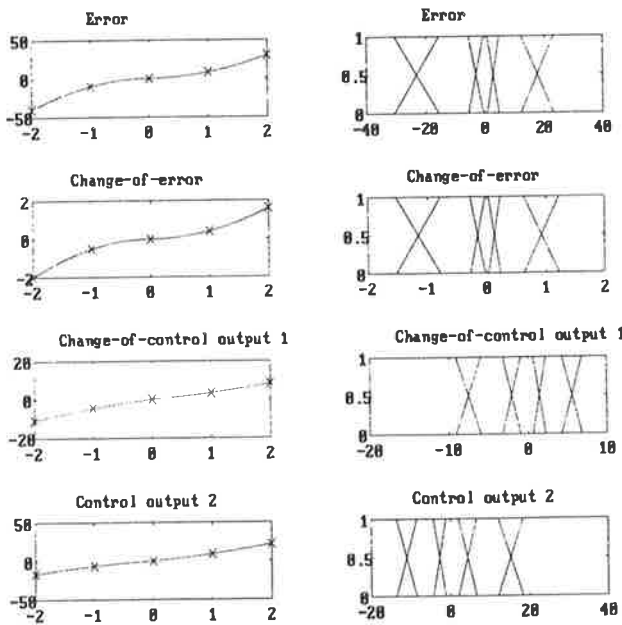 Error
50
0
-50
-2 -1 0 1 2
Error
1
0.5
0
-40 -20 0 20 40
Change-of-error
2
0
-2
-2 -1 0 1 2
Change-of-error
1
0.5
0
-2 -1 0 1 2
Change-of-control output 1
20
0
-20
-2 -1 0 1 2
Change-of-control output 1
1
0.5
0
-20 -10 0 10
Control output 2
50
0
-50
-2 -1 0 1 2
Control output 2
1
0.5
0
-20 0 20 40